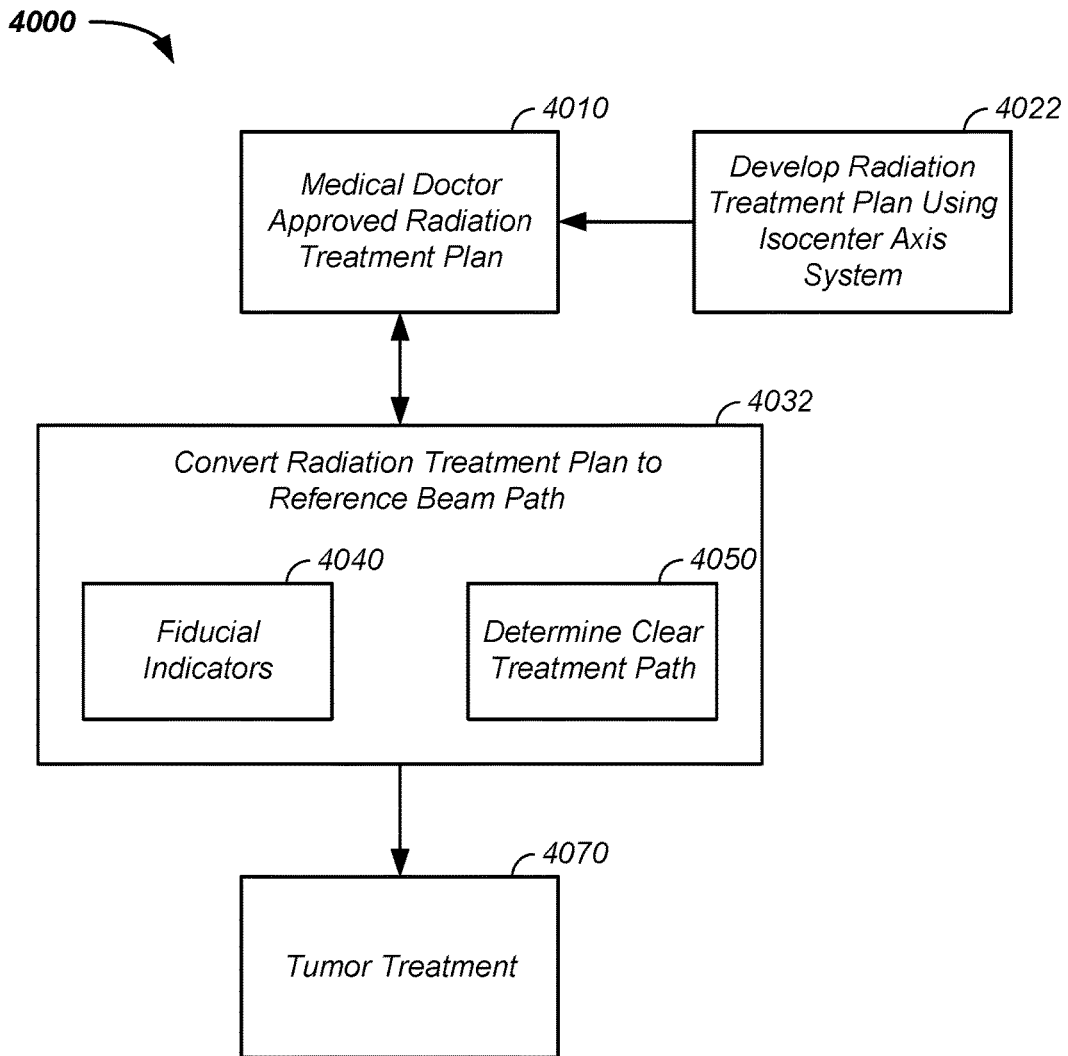 4000
4010
4022
Medical Doctor
Approved Radiation
Treatment Plan
Develop Radiation
Treatment Plan Using
Isocenter Axis
System
4032
Convert Radiation Treatment Plan to
Reference Beam Path
4040
4050
Fiducial
Indicators
Determine Clear
Treatment Path
4070
Tumor Treatment